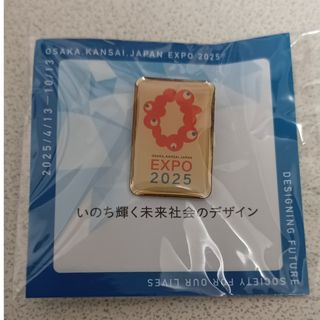 OSAKA, KANSAI, JAPAN EXPO 2025
2025/4/13−10/13
OSAKA, KANSAI, JAPAN
EXPO
2025
いのち輝く未来社会のデザイン
DESIGNING FUTURE
SOCIETY FOR OUR LIVES